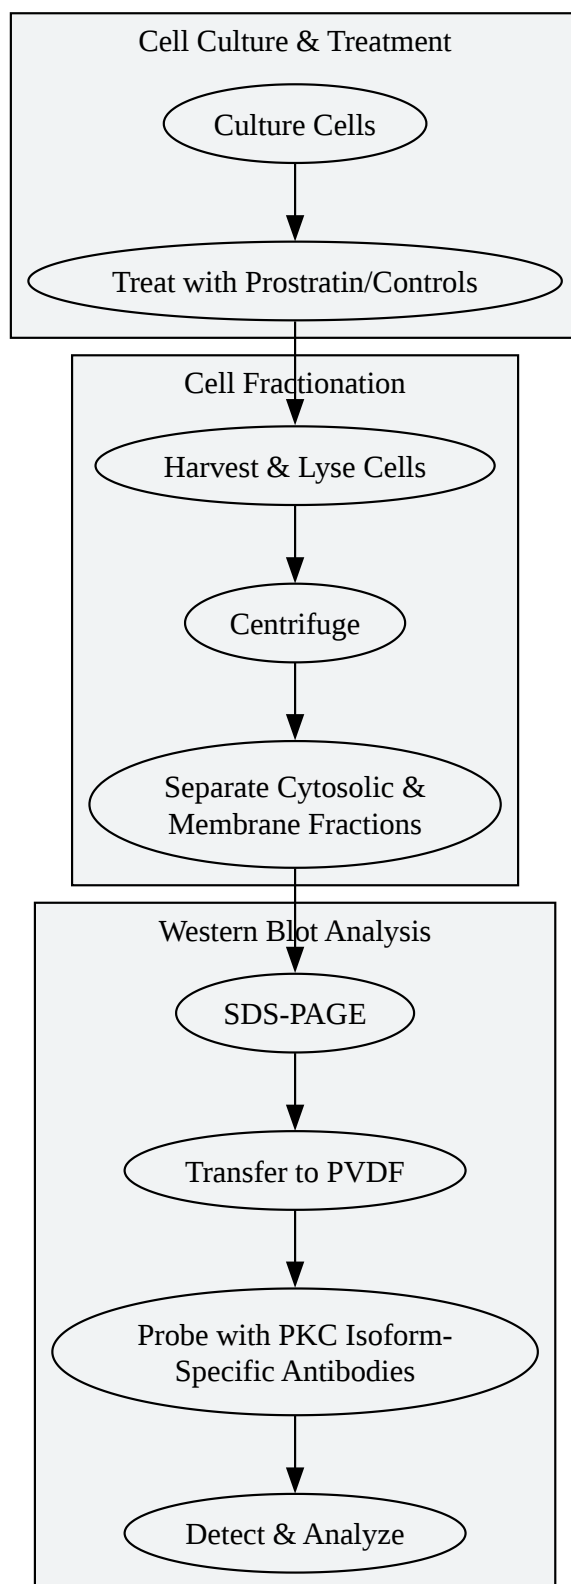 Cell Culture & Treatment
Culture Cells
Treat with Prostratin/Controls
Cell Fractionation
Harvest & Lyse Cells
Centrifuge
Separate Cytosolic &
Membrane Fractions
Western Blot Analysis
SDS-PAGE
Transfer to PVDF
Probe with PKC Isoform-
Specific Antibodies
Detect & Analyze